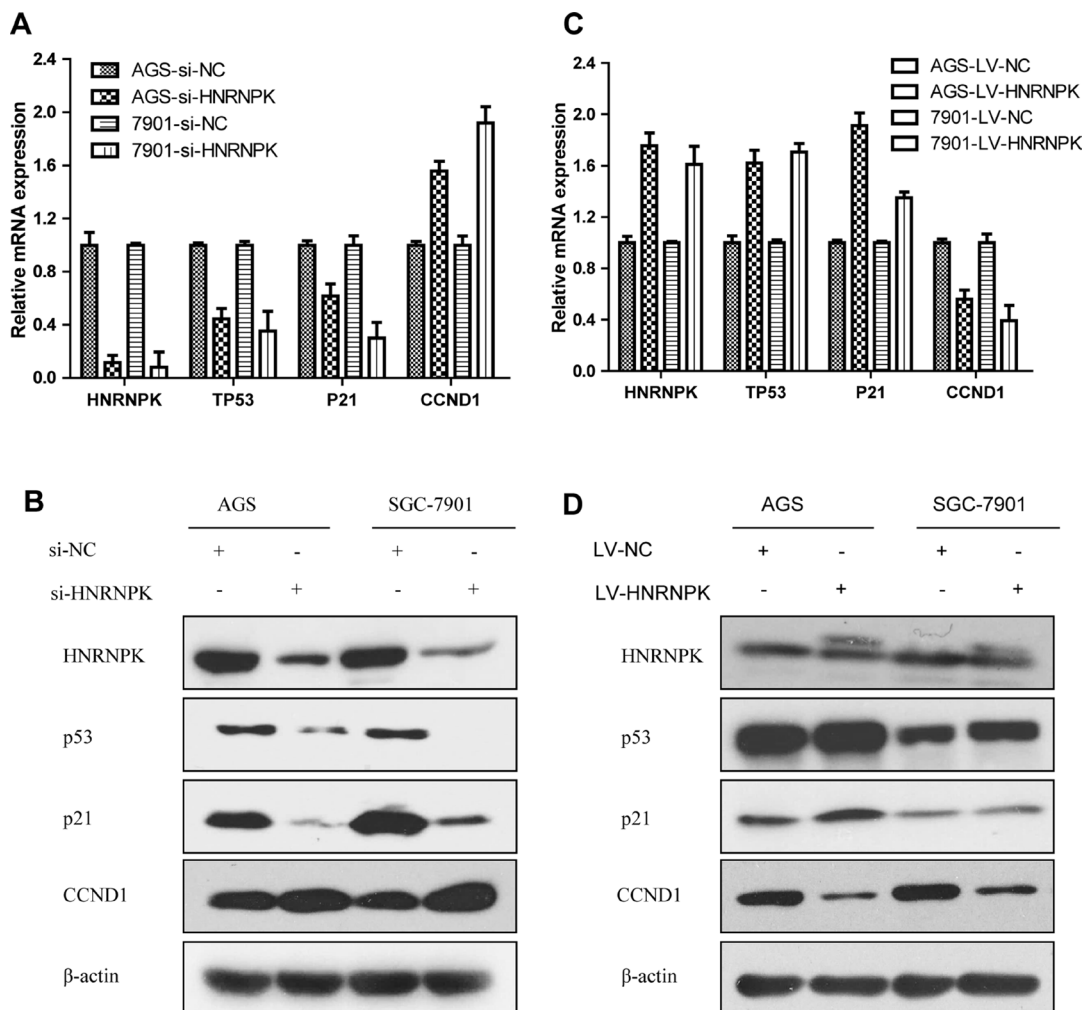 A
AGS-si-NC
AGS-si-HNRNPK
7901-si-NC
7901-si-HNRNPK
Relative mRNA expression
2.4
2.0
1.6
1.2
0.8
0.4
0.0
HNRNPK TP53 P21 CCND1
C
AGS-LV-NC
AGS-LV-HNRNPK
7901-LV-NC
7901-LV-HNRNPK
Relative mRNA expression
2.4
2.0
1.6
1.2
0.8
0.4
0.0
HNRNPK TP53 P21 CCND1
B
AGS SGC-7901
si-NC + - + -
si-HNRNPK - + - +
HNRNPK
p53
p21
CCND1
β-actin
D
AGS SGC-7901
LV-NC + - + -
LV-HNRNPK - + - +
HNRNPK
p53
p21
CCND1
β-actin